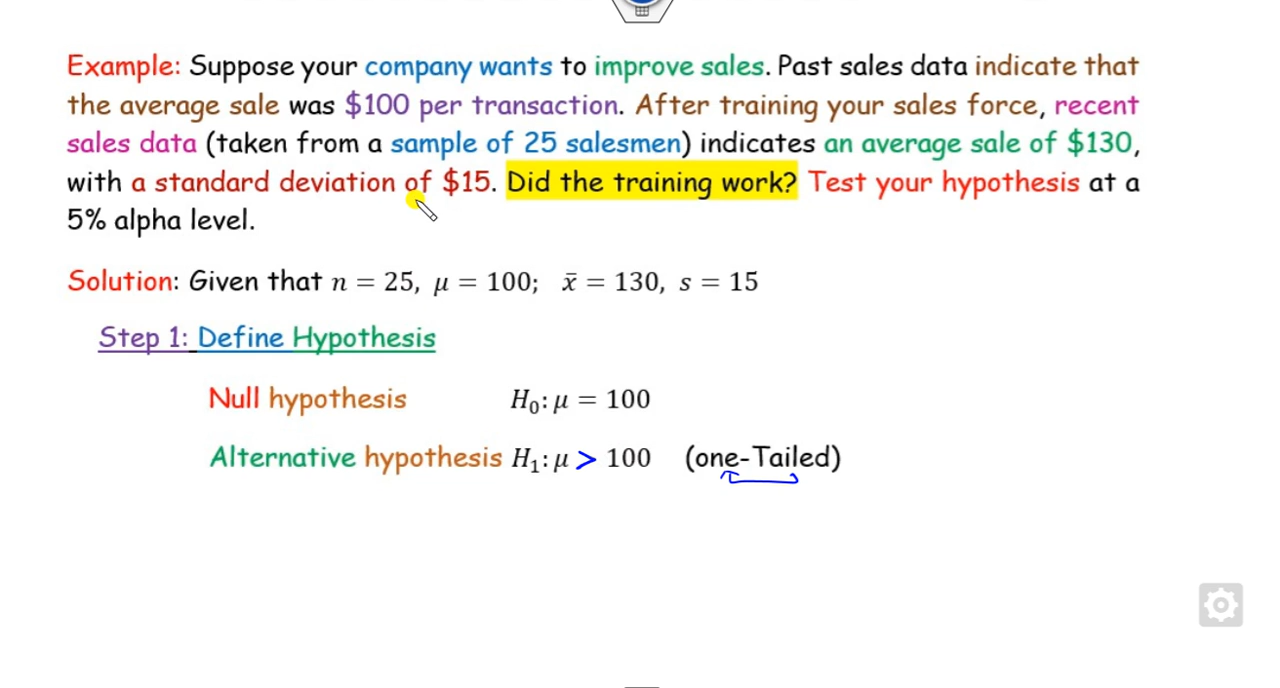 Example: Suppose your company wants to improve sales. Past sales data indicate that
the average sale was $100 per transaction. After training your sales force, recent
sales data (taken from a sample of 25 salesmen) indicates an average sale of $130,
with a standard deviation of $15. Did the training work? Test your hypothesis at a
5% alpha level.
Solution: Given that n = 25, μ = 100; x̄ = 130, s = 15
Step 1: Define Hypothesis
Null hypothesis H₀: μ = 100
Alternative hypothesis H₁: μ > 100 (one-Tailed)